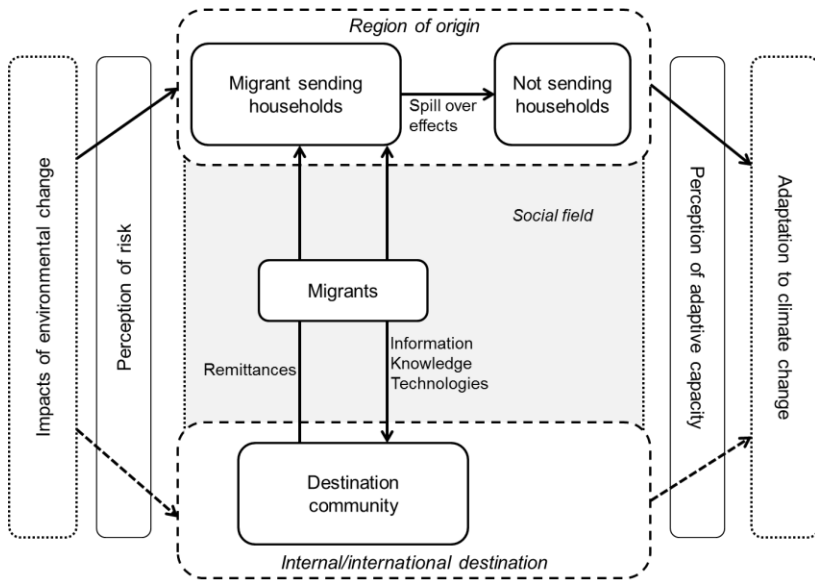 Region of origin
Impacts of environmental change
Perception of risk
Migrant sending
households
Spill over
effects
Not sending
households
Social field
Migrants
Remittances
Information
Knowledge
Technologies
Destination
community
Internal/international destination
Perception of adaptive capacity
Adaptation to climate change